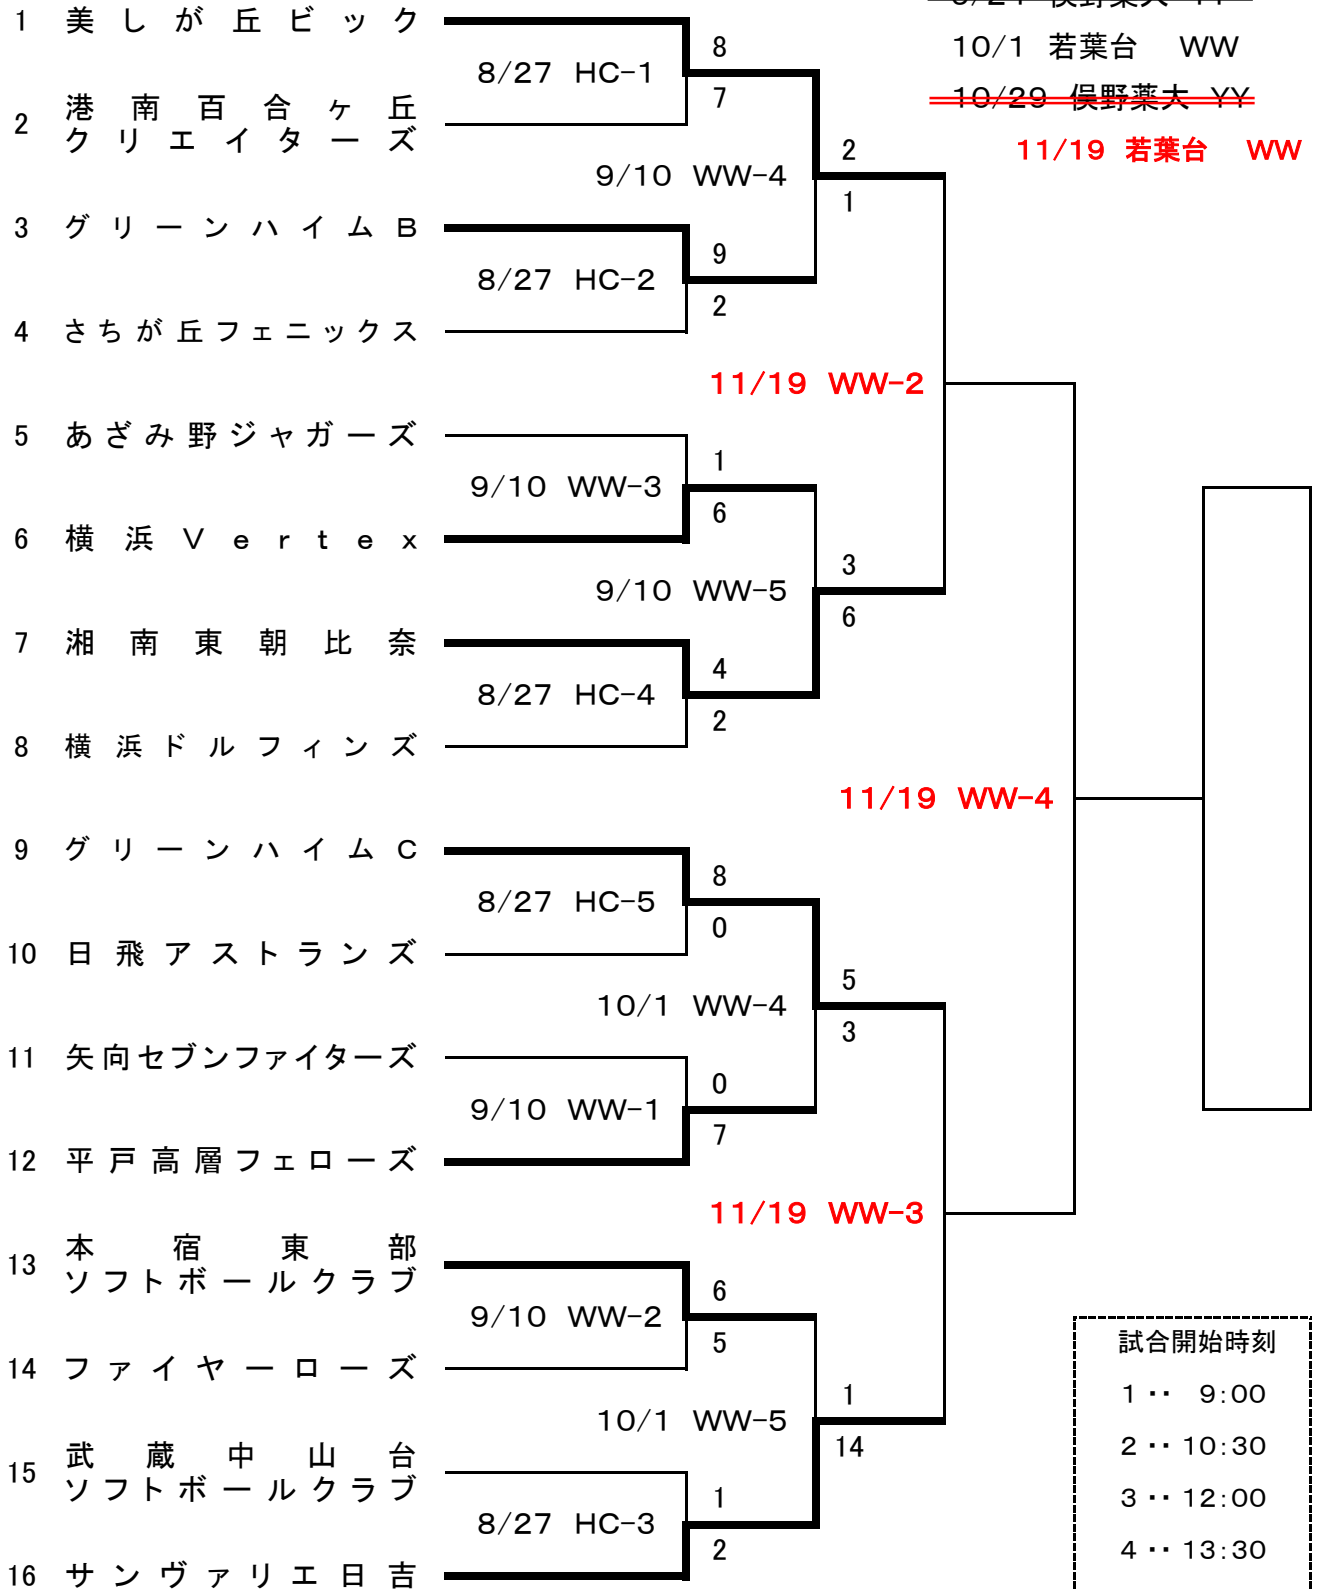 10/1 若葉台 WW
10/29 俣野薬大 YY
11/19 若葉台 WW
1 美しが丘ビック
8/27 HC-1
8
7
2 港南百合ヶ丘
クリエイターズ
9/10 WW-4
2
1
3 グリーンハイムB
8/27 HC-2
9
2
4 さちが丘フェニックス
11/19 WW-2
5 あざみ野ジャガーズ
9/10 WW-3
1
6
6 横浜Vertex
9/10 WW-5
3
6
7 湘南東朝比奈
8/27 HC-4
4
2
8 横浜ドルフィンズ
11/19 WW-4
9 グリーンハイムC
8/27 HC-5
8
0
10 日飛アストランズ
10/1 WW-4
5
3
11 矢向セブンファイターズ
9/10 WW-1
0
7
12 平戸高層フェローズ
11/19 WW-3
13 本宿東部
ソフトボールクラブ
9/10 WW-2
6
5
14 ファイヤーローズ
10/1 WW-5
1
14
15 武蔵中山台
ソフトボールクラブ
8/27 HC-3
1
2
16 サンヴァリエ日吉
試合開始時刻
1 ‥ 9:00
2 ‥ 10:30
3 ‥ 12:00
4 ‥ 13:30